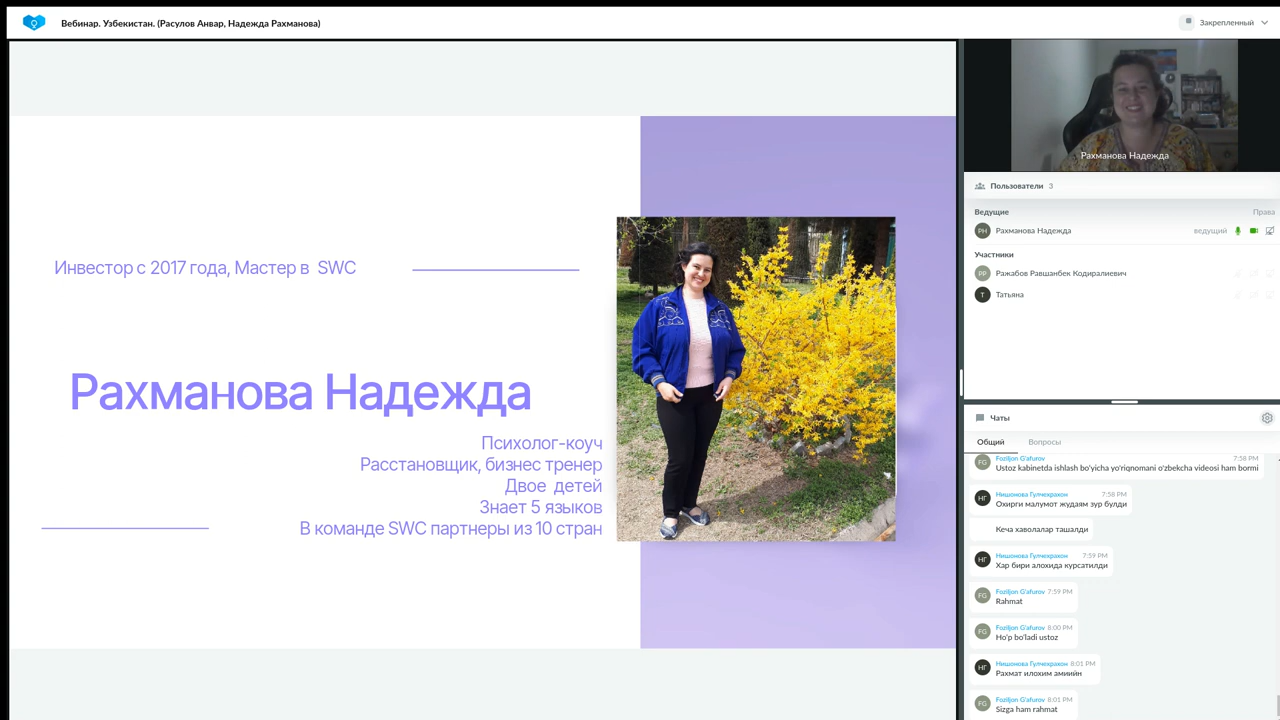 Вебинар. Узбекистан. (Расулов Анвар, Надежда Рахманова)
Закрепленный
Инвестор с 2017 года, Мастер в SWC
Рахманова Надежда
Психолог-коуч
Расстановщик, бизнес тренер
Двое детей
Знает 5 языков
В команде SWC партнеры из 10 стран
Рахманова Надежда
Пользователи 3
Ведущие Права
РН Рахманова Надежда ведущий
Участники
РР Ражабов Равшанбек Кодиралиевич
Т Татьяна
Чаты
Общий Вопросы
FG Foziljon G'afurov 7:58 PM
Ustoz kabinetda ishlash bo'yicha yo'riqnomani o'zbekcha videosi ham bormi
НГ Нишонова Гулчехрахон 7:58 PM
Охирги малумот жудаям зур булди
Кеча хаволалар ташалди
НГ Нишонова Гулчехрахон 7:59 PM
Хар бири алохида курсатилди
FG Foziljon G'afurov 7:59 PM
Rahmat
FG Foziljon G'afurov 8:00 PM
Ho'p bo'ladi ustoz
НГ Нишонова Гулчехрахон 8:01 PM
Рахмат илохим амиийн
FG Foziljon G'afurov 8:01 PM
Sizga ham rahmat